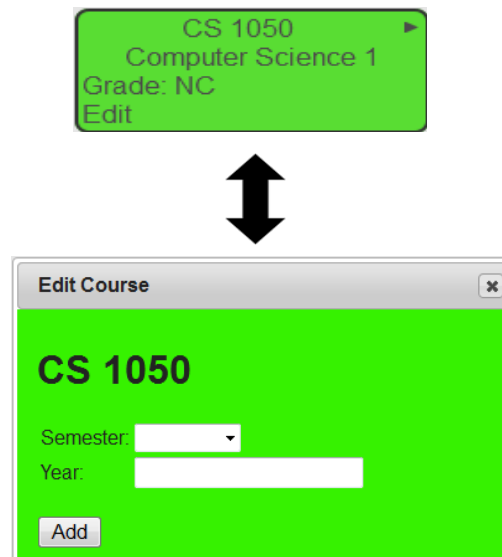 CS 1050
Computer Science 1
Grade: NC
Edit
Edit Course
CS 1050
Semester:
Year:
Add